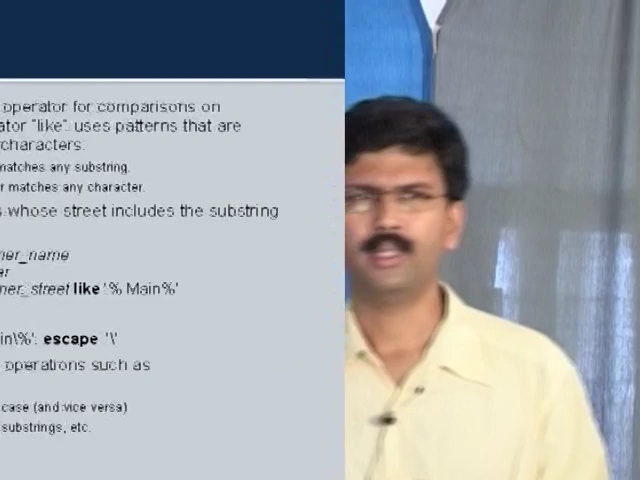 operator for comparisons on
ator "like". uses patterns that are
characters:
matches any substring.
r matches any character.
s whose street includes the substring
ner_name
er
ner_street like '% Main%'
in\%'. escape '\'
operations such as
case (and vice versa)
substrings, etc.